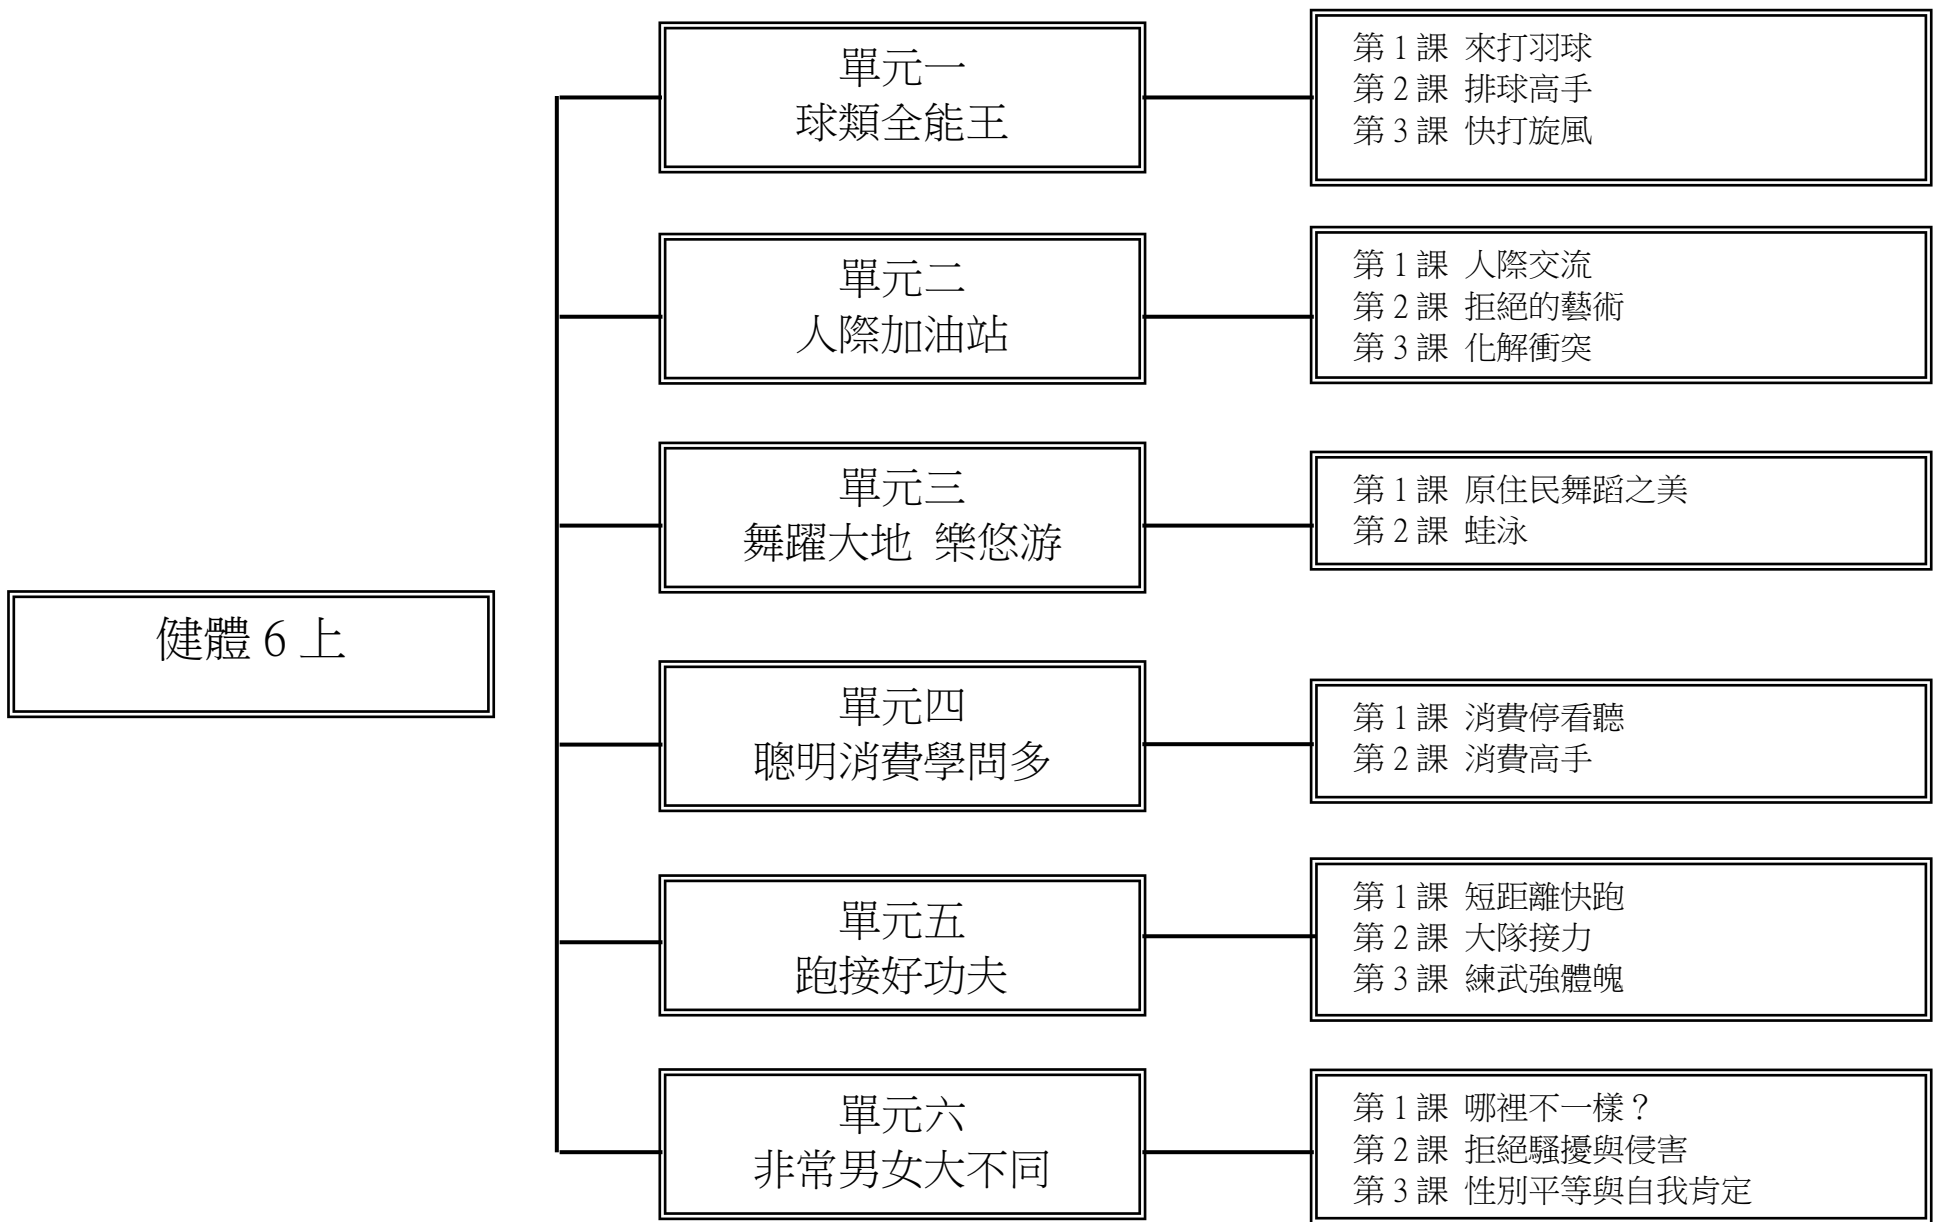 健體6上
單元一
球類全能王
第1課 來打羽球
第2課 排球高手
第3課 快打旋風
單元二
人際加油站
第1課 人際交流
第2課 拒絕的藝術
第3課 化解衝突
單元三
舞躍大地 樂悠游
第1課 原住民舞蹈之美
第2課 蛙泳
單元四
聰明消費學問多
第1課 消費停看聽
第2課 消費高手
單元五
跑接好功夫
第1課 短距離快跑
第2課 大隊接力
第3課 練武強體魄
單元六
非常男女大不同
第1課 哪裡不一樣？
第2課 拒絕騷擾與侵害
第3課 性別平等與自我肯定